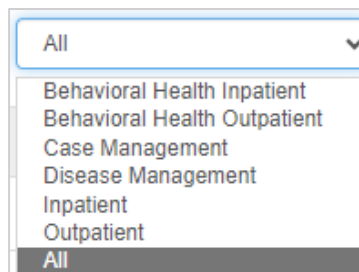 All
Behavioral Health Inpatient
Behavioral Health Outpatient
Case Management
Disease Management
Inpatient
Outpatient
All